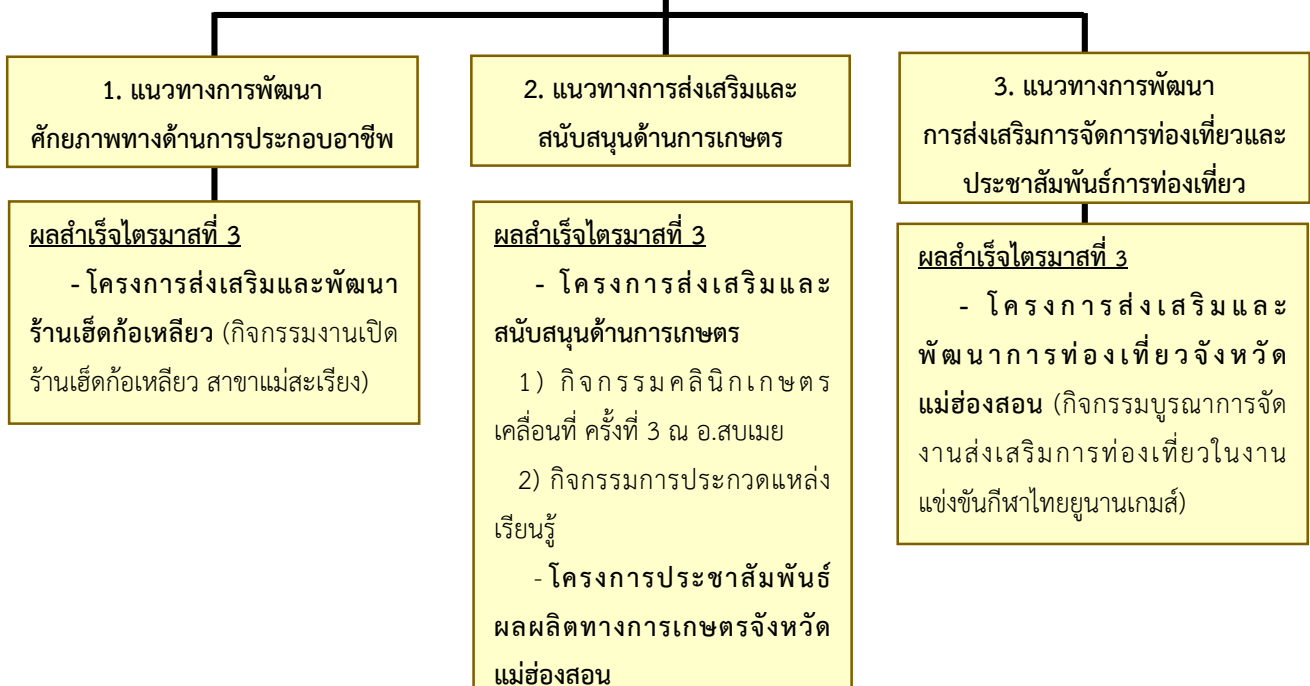 1. แนวทางการพัฒนา
ศักยภาพทางด้านการประกอบอาชีพ
ผลสำเร็จไตรมาสที่ 3
- โครงการส่งเสริมและพัฒนา
ร้านเฮ็ดก้อเหลียว (กิจกรรมงานเปิด
ร้านเฮ็ดก้อเหลียว สาขาแม่สะเรียง)
2. แนวทางการส่งเสริมและ
สนับสนุนด้านการเกษตร
ผลสำเร็จไตรมาสที่ 3
- โครงการส่งเสริมและ
สนับสนุนด้านการเกษตร
1) กิจกรรมคลินิกเกษตร
เคลื่อนที่ ครั้งที่ 3 ณ อ.สบเมย
2) กิจกรรมการประกวดแหล่ง
เรียนรู้
- โครงการประชาสัมพันธ์
ผลผลิตทางการเกษตรจังหวัด
แม่ฮ่องสอน
3. แนวทางการพัฒนา
การส่งเสริมการจัดการท่องเที่ยวและ
ประชาสัมพันธ์การท่องเที่ยว
ผลสำเร็จไตรมาสที่ 3
- โครงการส่งเสริมและ
พัฒนาการท่องเที่ยวจังหวัด
แม่ฮ่องสอน (กิจกรรมบูรณาการจัด
งานส่งเสริมการท่องเที่ยวในงาน
แข่งขันกีฬาไทยยูนานเกมส์)